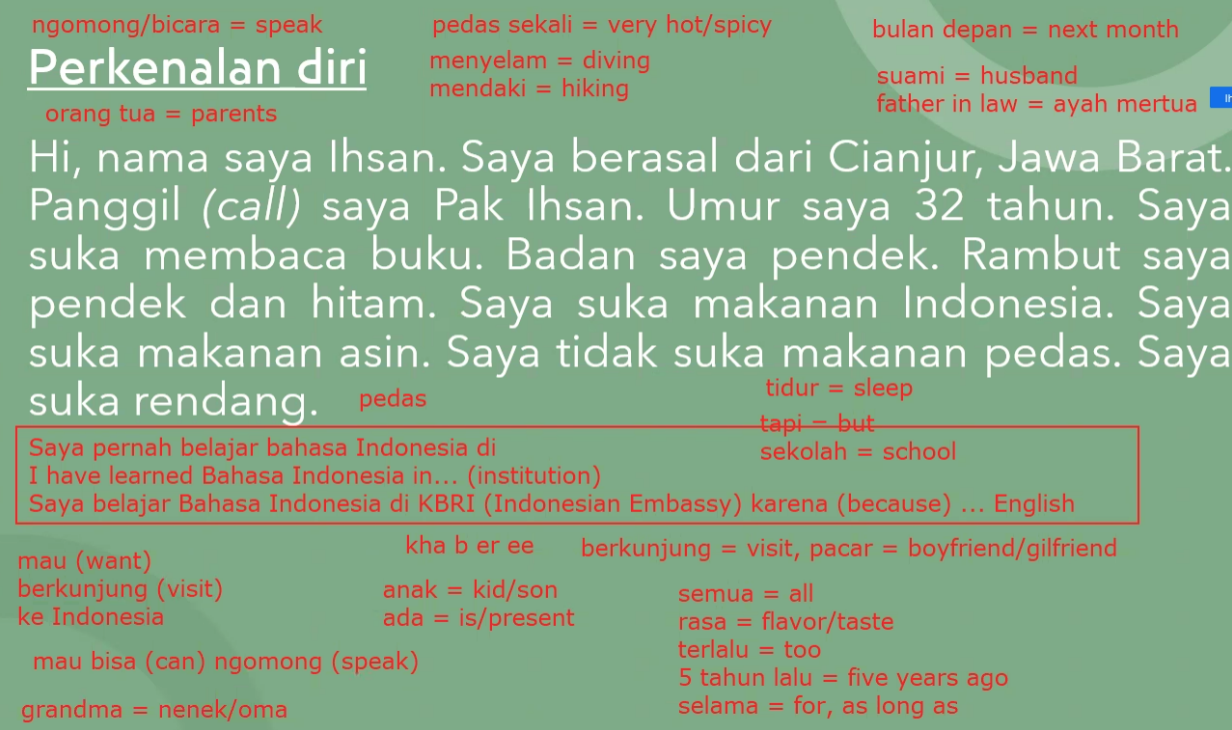 ngomong/bicara = speak
pedas sekali = very hot/spicy
bulan depan = next month
Perkenalan diri
menyelam = diving
mendaki = hiking
suami = husband
father in law = ayah mertua
orang tua = parents
Hi, nama saya Ihsan. Saya berasal dari Cianjur, Jawa Barat.
Panggil (call) saya Pak Ihsan. Umur saya 32 tahun. Saya
suka membaca buku. Badan saya pendek. Rambut saya
pendek dan hitam. Saya suka makanan Indonesia. Saya
suka makanan asin. Saya tidak suka makanan pedas. Saya
suka rendang.
pedas
tidur = sleep
tapi = but
sekolah = school
Saya pernah belajar bahasa Indonesia di
I have learned Bahasa Indonesia in... (institution)
Saya belajar Bahasa Indonesia di KBRI (Indonesian Embassy) karena (because) ... English
kha b er ee
berkunjung = visit, pacar = boyfriend/gilfriend
mau (want)
berkunjung (visit)
ke Indonesia
anak = kid/son
ada = is/present
semua = all
rasa = flavor/taste
terlalu = too
5 tahun lalu = five years ago
selama = for, as long as
mau bisa (can) ngomong (speak)
grandma = nenek/oma